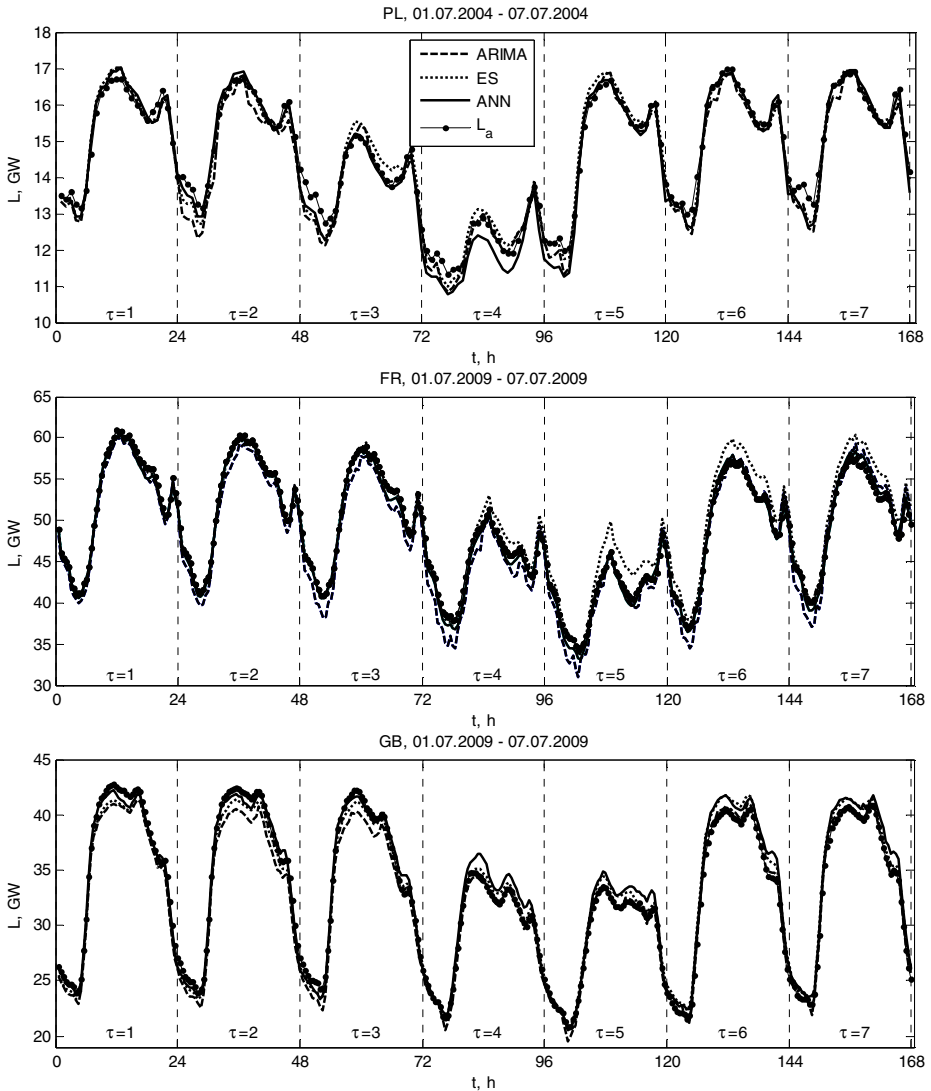 PL, 01.07.2004 - 07.07.2004
18
17
16
15
14
13
12
11
10
L, GW
ARIMA
ES
ANN
La
τ=1 τ=2 τ=3 τ=4 τ=5 τ=6 τ=7
0 24 48 72 96 120 144 168
t, h
FR, 01.07.2009 - 07.07.2009
65
60
55
50
45
40
35
30
L, GW
τ=1 τ=2 τ=3 τ=4 τ=5 τ=6 τ=7
0 24 48 72 96 120 144 168
t, h
GB, 01.07.2009 - 07.07.2009
45
40
35
30
25
20
L, GW
τ=1 τ=2 τ=3 τ=4 τ=5 τ=6 τ=7
0 24 48 72 96 120 144 168
t, h